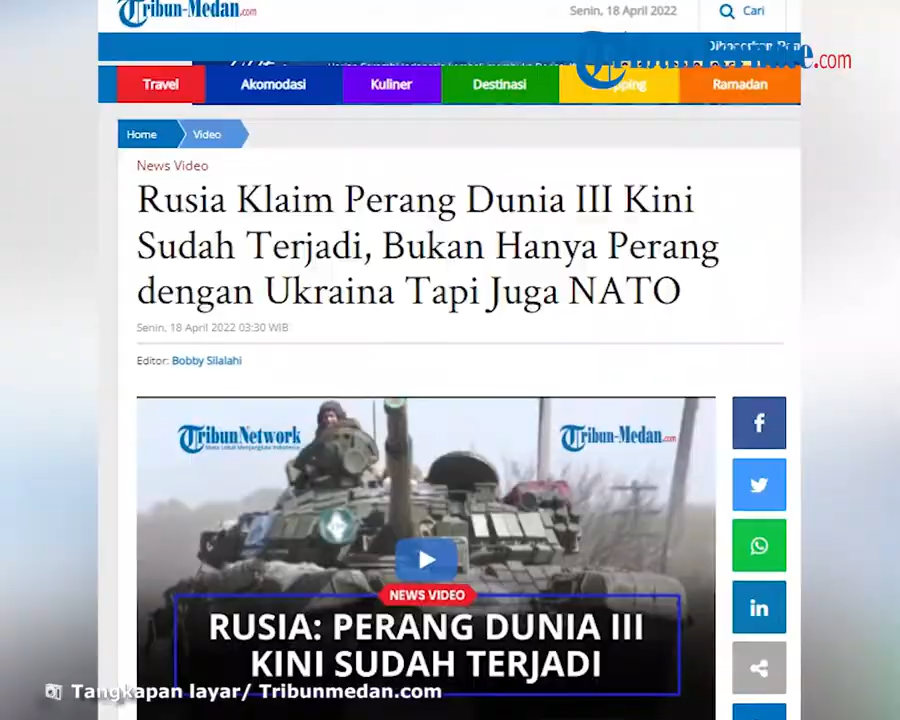 Tribun-Medan.com
Senin, 18 April 2022
Cari
Travel
Akomodasi
Kuliner
Destinasi
Ramadan
Home
Video
News Video
Rusia Klaim Perang Dunia III Kini
Sudah Terjadi, Bukan Hanya Perang
dengan Ukraina Tapi Juga NATO
Senin, 18 April 2022 03:30 WIB
Editor: Bobby Silalahi
TribunNetwork
Tribun-Medan.com
NEWS VIDEO
RUSIA: PERANG DUNIA III
KINI SUDAH TERJADI
Tangkapan layar/ Tribunmedan.com